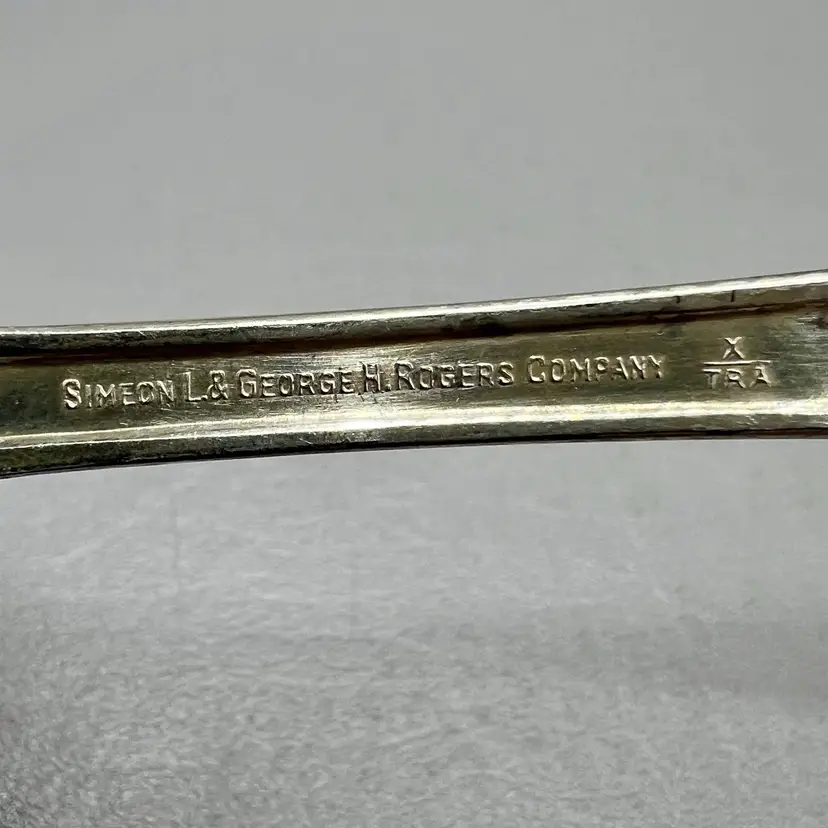 SIMEON L. & GEORGE H. ROGERS COMPANY X/TRA